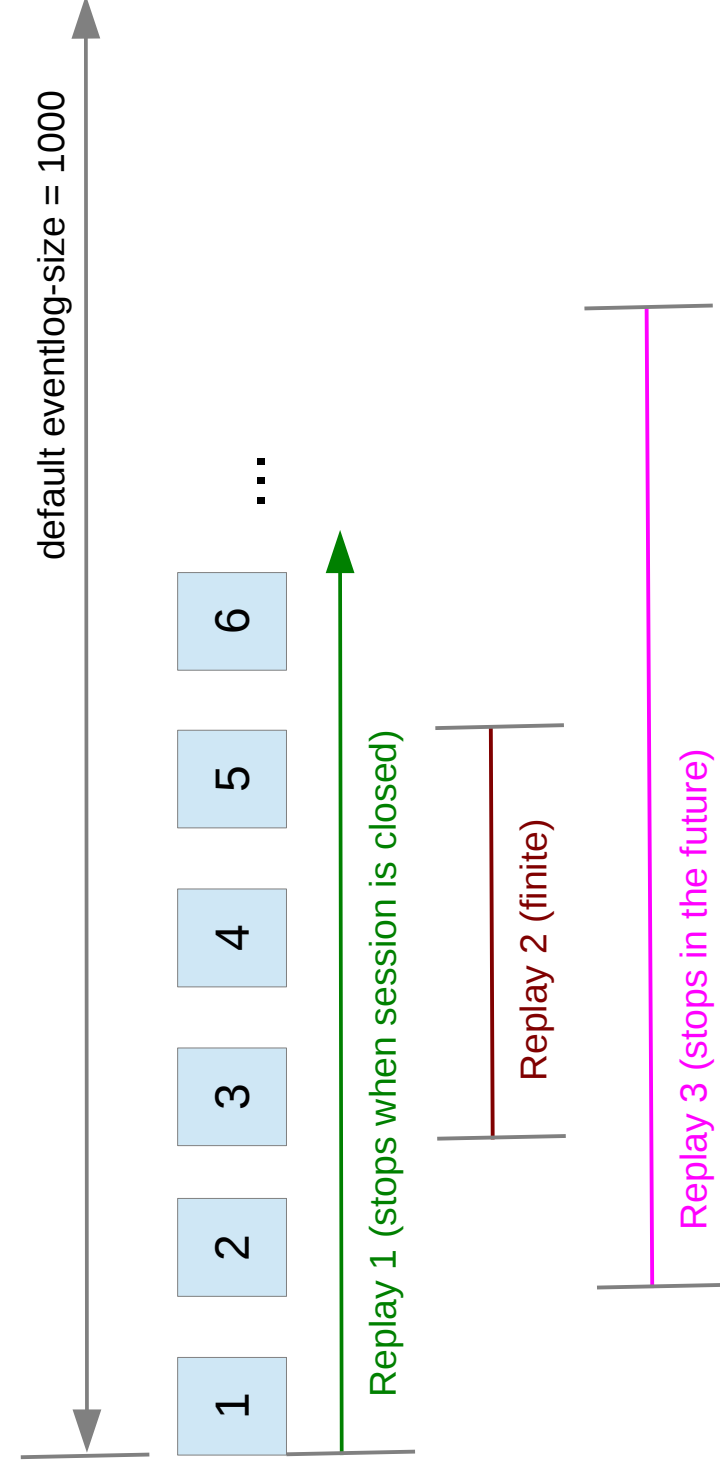 default eventlog-size = 1000
1
2
3
4
5
6
...
Replay 1 (stops when session is closed)
Replay 2 (finite)
Replay 3 (stops in the future)